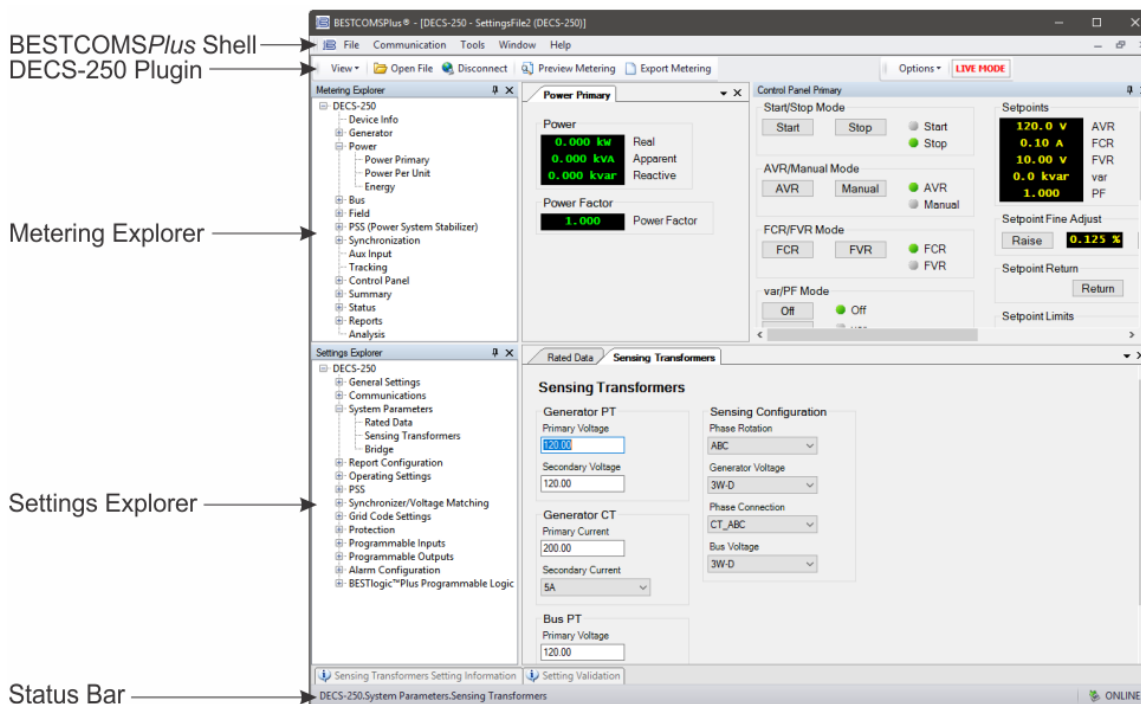 BESTCOMSPlus® - [DECS-250 - SettingsFile2 (DECS-250)]
BESTCOMSPlus Shell
File Communication Tools Window Help
DECS-250 Plugin
View Open File Disconnect Preview Metering Export Metering Options LIVE MODE
Metering Explorer
DECS-250
Device Info
Generator
Power
Power Primary
Power Per Unit
Energy
Bus
Field
PSS (Power System Stabilizer)
Synchronization
Aux Input
Tracking
Control Panel
Summary
Status
Reports
Analysis
Metering Explorer
Power Primary
Power
0.000 kW Real
0.000 kVA Apparent
0.000 kvar Reactive
Power Factor
1.000 Power Factor
Control Panel Primary
Start/Stop Mode
Start Stop Start
Stop
AVR/Manual Mode
AVR Manual AVR
Manual
FCR/FVR Mode
FCR FVR FCR
FVR
var/PF Mode
Off Off
Setpoints
120.0 V AVR
0.10 A FCR
10.00 V FVR
0.0 kvar var
1.000 PF
Setpoint Fine Adjust
Raise 0.125 %
Setpoint Return
Return
Setpoint Limits
Settings Explorer
DECS-250
General Settings
Communications
System Parameters
Rated Data
Sensing Transformers
Bridge
Report Configuration
Operating Settings
PSS
Synchronizer/Voltage Matching
Grid Code Settings
Protection
Programmable Inputs
Programmable Outputs
Alarm Configuration
BESTlogic™Plus Programmable Logic
Settings Explorer
Rated Data Sensing Transformers
Sensing Transformers
Generator PT
Primary Voltage
120.00
Secondary Voltage
120.00
Generator CT
Primary Current
200.00
Secondary Current
5A
Bus PT
Primary Voltage
120.00
Sensing Configuration
Phase Rotation
ABC
Generator Voltage
3W-D
Phase Connection
CT_ABC
Bus Voltage
3W-D
Sensing Transformers Setting Information Setting Validation
Status Bar
DECS-250.System Parameters.Sensing Transformers ONLINE